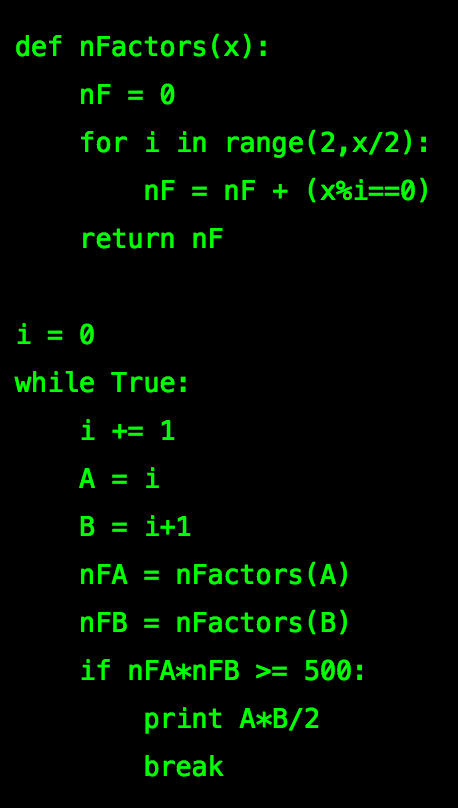 def nFactors(x):
    nF = 0
    for i in range(2,x/2):
        nF = nF + (x%i==0)
    return nF

i = 0
while True:
    i += 1
    A = i
    B = i+1
    nFA = nFactors(A)
    nFB = nFactors(B)
    if nFA*nFB >= 500:
        print A*B/2
        break